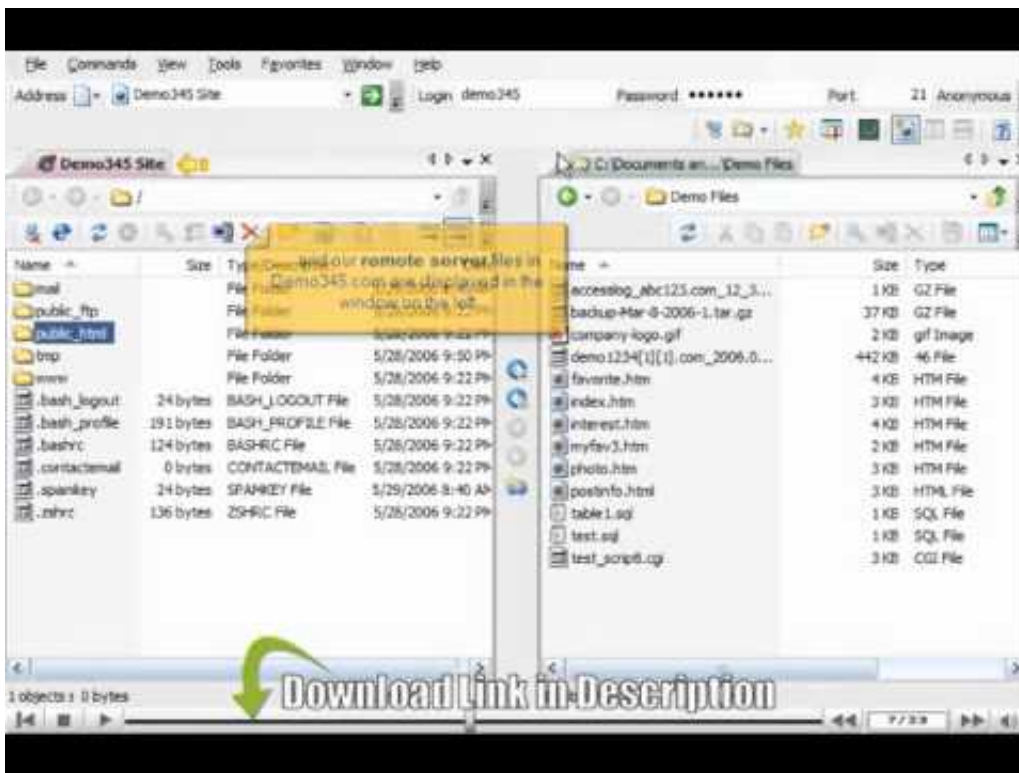 File Commands View Tools Favorites Window Help
Address Demo345 Site Login demo345 Password •••••• Port 21 Anonymous
Demo345 Site
C:\Documents an... \Demo Files
/
Demo Files
and our remote server files in
Demo345.com are displayed in the
window on the left.
Name Size
mail
public_ftp
public_html
tmp File Folder 5/28/2006 9:50 PM
www File Folder 5/28/2006 9:22 PM
.bash_logout 24 bytes BASH_LOGOUT File 5/28/2006 9:22 PM
.bash_profile 191 bytes BASH_PROFILE File 5/28/2006 9:22 PM
.bashrc 124 bytes BASHRC File 5/28/2006 9:22 PM
.contactemail 0 bytes CONTACTEMAIL File 5/28/2006 9:22 PM
.spamkey 24 bytes SPAMKEY File 5/29/2006 8:40 AM
.zshrc 136 bytes ZSHRC File 5/28/2006 9:22 PM
Size Type
accesslog_abc123.com_12_3... 1 KB GZ File
backup-Mar-8-2006-1.tar.gz 37 KB GZ File
company-logo.gif 2 KB gif Image
demo1234[1][1].com_2006.0... 442 KB 46 File
favorite.htm 4 KB HTM File
index.htm 3 KB HTM File
interest.htm 4 KB HTM File
myfav3.htm 2 KB HTM File
photo.htm 3 KB HTM File
postinfo.html 3 KB HTML File
table1.sql 1 KB SQL File
test.sql 1 KB SQL File
test_script6.cgi 3 KB CGI File
1 objects : 0 bytes
Download Link in Description